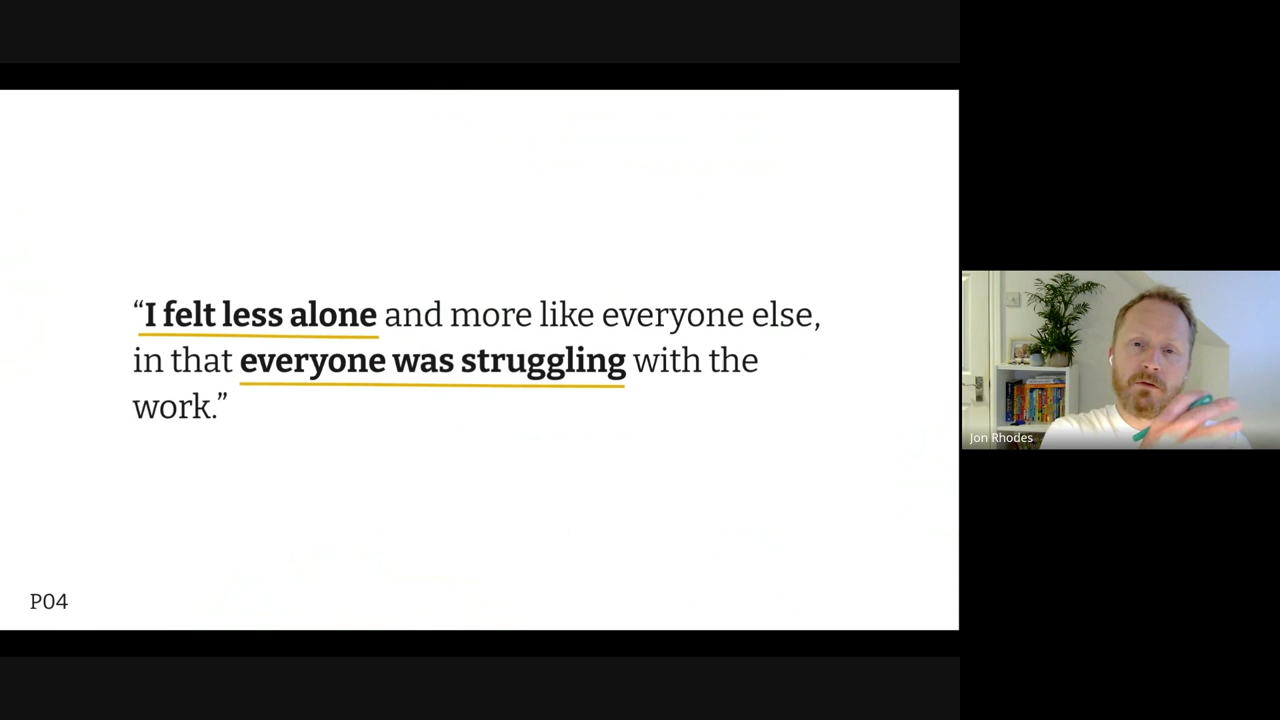 “I felt less alone and more like everyone else,
in that everyone was struggling with the
work.”
P04
Jon Rhodes